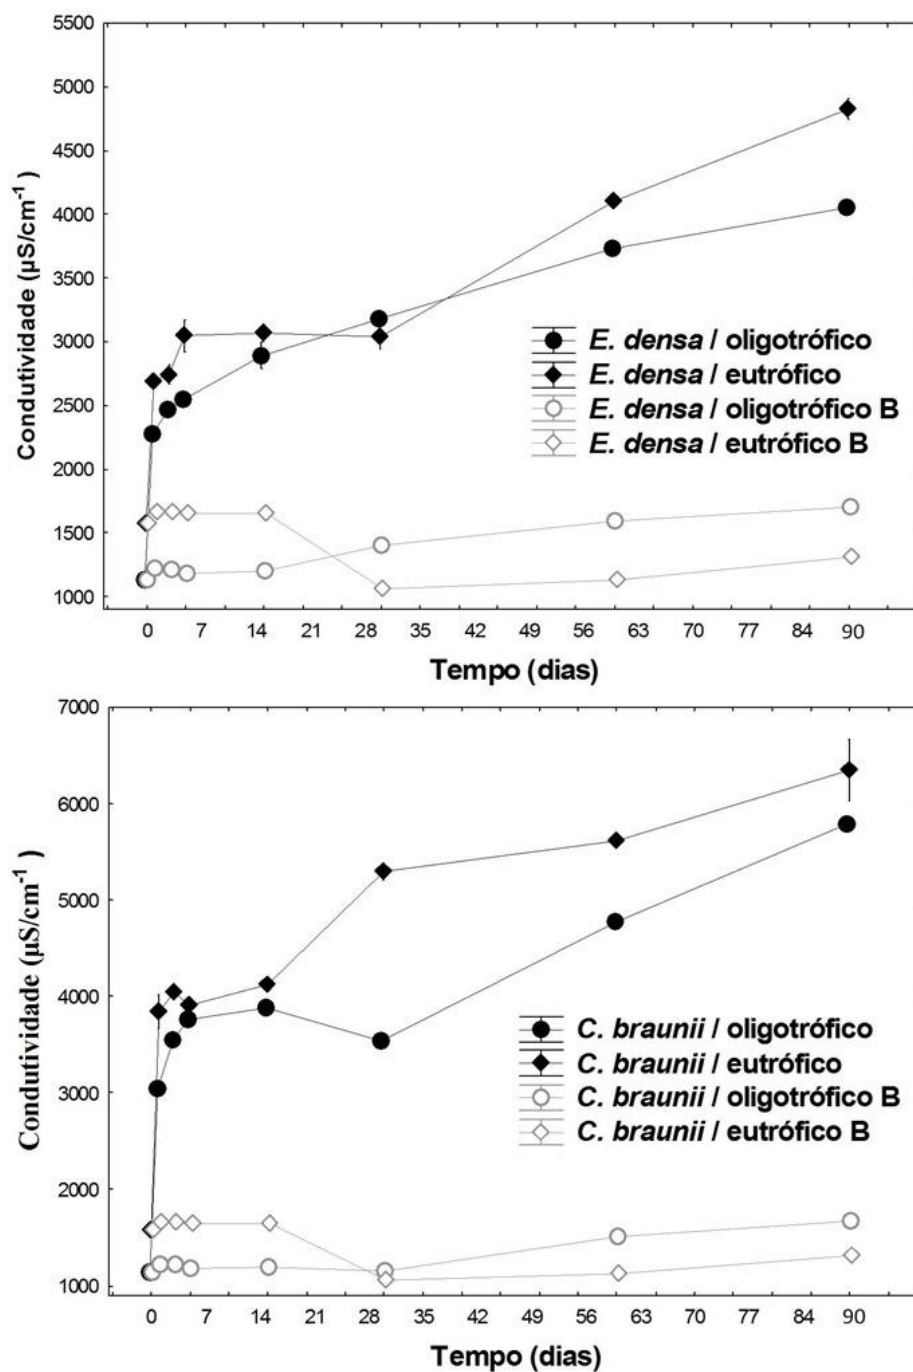 5500
5000
4500
4000
3500
3000
2500
2000
1500
1000
Condutividade (µS/cm⁻¹ )
E. densa / oligotrófico
E. densa / eutrófico
E. densa / oligotrófico B
E. densa / eutrófico B
0 7 14 21 28 35 42 49 56 63 70 77 84 90
Tempo (dias)
7000
6000
5000
4000
3000
2000
1000
Condutividade (µS/cm⁻¹ )
C. braunii / oligotrófico
C. braunii / eutrófico
C. braunii / oligotrófico B
C. braunii / eutrófico B
0 7 14 21 28 35 42 49 56 63 70 77 84 90
Tempo (dias)